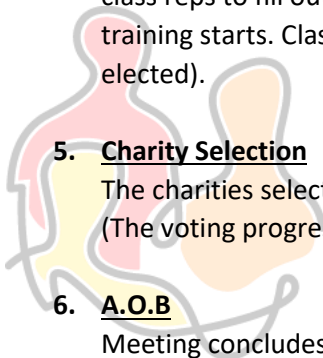 class reps to fill ou
training starts. Clas
elected).
5. Charity Selection
The charities select
(The voting progre
6. A.O.B
Meeting concludes